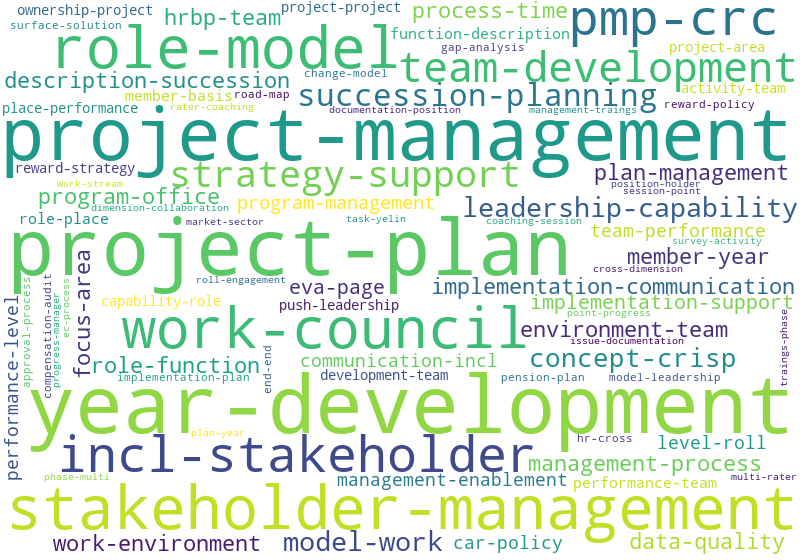 ownership-project
project-project
surface-solution
hrbp-team
process-time
pmp-crc
role-model
function-description
gap-analysis
project-area
description-succession
change-model
team-development
member-basis
road-map
succession-planning
activity-team
place-performance
rater-coaching
documentation-position
management-traings
reward-policy
project-management
reward-strategy
strategy-support
plan-management
work-stream
position-holder
session-point
program-office
program-management
leadership-capability
dimension-collaboration
role-place
market-sector
task-yelin
coaching-session
team-performance
project-plan
survey-activity
member-year
cross-dimension
focus-area
roll-engagement
eva-page
implementation-communication
approval-process
compensation-audit
progress-manager
ec-process
capability-role
push-leadership
implementation-support
performance-level
work-council
point-progress
environment-team
issue-documentation
role-function
communication-incl
concept-crisp
implementation-plan
end-end
development-team
pension-plan
model-leadership
traings-phase
year-development
plan-year
incl-stakeholder
hr-cross
level-roll
management-process
phase-multi
management-enablement
performance-team
multi-rater
stakeholder-management
work-environment
model-work
car-policy
data-quality